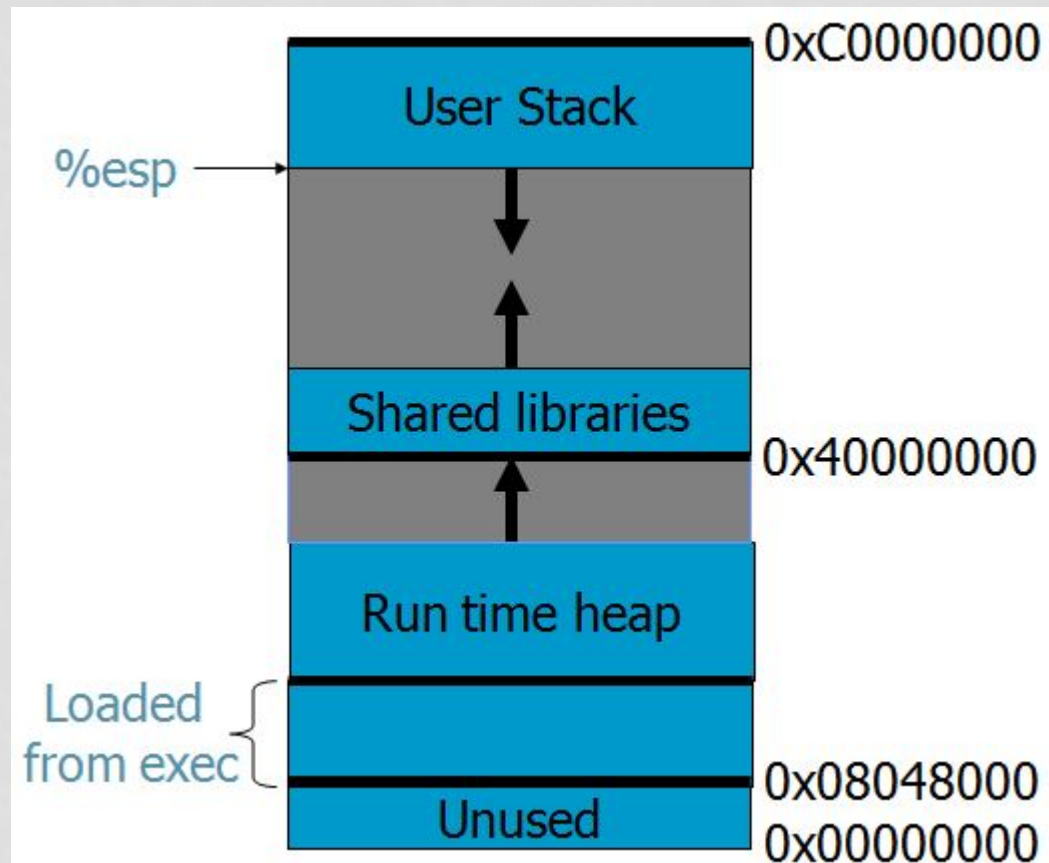 0xC0000000
User Stack
%esp
Shared libraries
0x40000000
Run time heap
Loaded
from exec
0x08048000
Unused
0x00000000